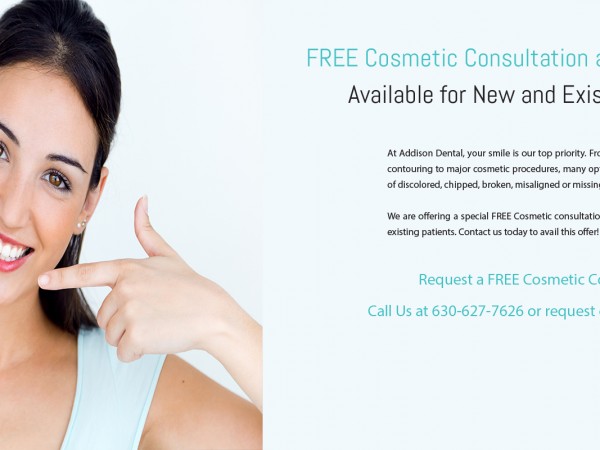 FREE Cosmetic Consultation a
Available for New and Exis
At Addison Dental, your smile is our top priority. Fro
contouring to major cosmetic procedures, many op
of discolored, chipped, broken, misaligned or missing
We are offering a special FREE Cosmetic consultatio
existing patients. Contact us today to avail this offer!
Request a FREE Cosmetic Co
Call Us at 630-627-7626 or request